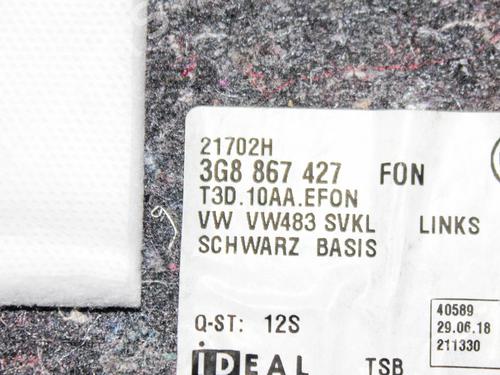 21702H
3G8 867 427 FON
T3D.10AA.EFON
VW VW483 SVKL LINKS
SCHWARZ BASIS
40589
Q-ST: 12S 29.06.18
211330
iDEAL TSB